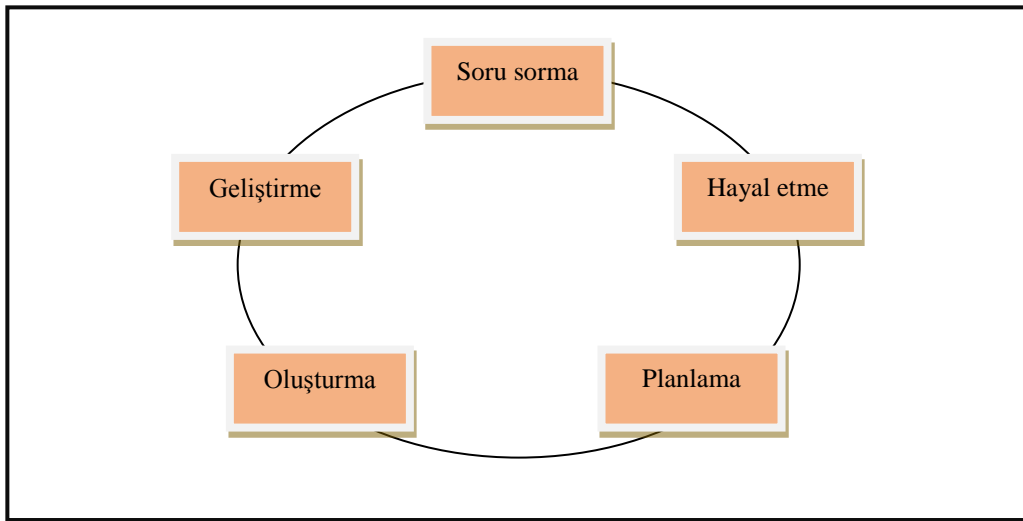 Soru sorma
Hayal etme
Planlama
Oluşturma
Geliştirme